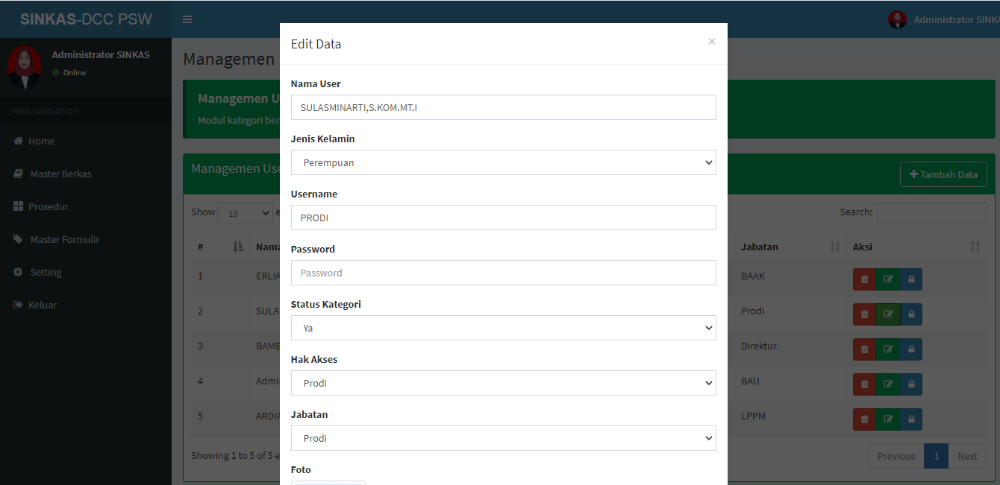 SINKAS-DCC PSW
Administrator SINKA
Administrator SINKAS
Online
MAIN NAVIGATION
Home
Master Berkas
Prosedur
Master Formulir
Setting
Keluar
Managemen
Managemen U
Modul kategori ber
Managemen Use
Tambah Data
Show 10 e
Search:
# Nama Jabatan Aksi
1 ERLIA BAAK
2 SULA Prodi
3 BAMB Direktur
4 Admi BAU
5 ARDIA LPPM
Showing 1 to 5 of 5 e
Previous 1 Next
Edit Data ×
Nama User
SULASMINARTI,S.KOM.MT.I
Jenis Kelamin
Perempuan
Username
PRODI
Password
Password
Status Kategori
Ya
Hak Akses
Prodi
Jabatan
Prodi
Foto